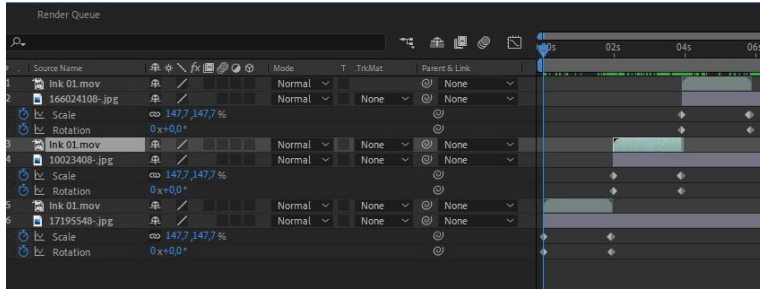 Render Queue
00s 02s 04s 06s
Source Name fx Mode T .TrkMat Parent & Link
1 Ink 01.mov Normal None
2 166024108-.jpg Normal None None
Scale 147,7,147,7 %
Rotation 0x+0,0°
3 Ink 01.mov Normal None None
4 10023408-.jpg Normal None None
Scale 147,7,147,7 %
Rotation 0x+0,0°
5 Ink 01.mov Normal None None
6 17195548-.jpg Normal None None
Scale 147,7,147,7 %
Rotation 0x+0,0°